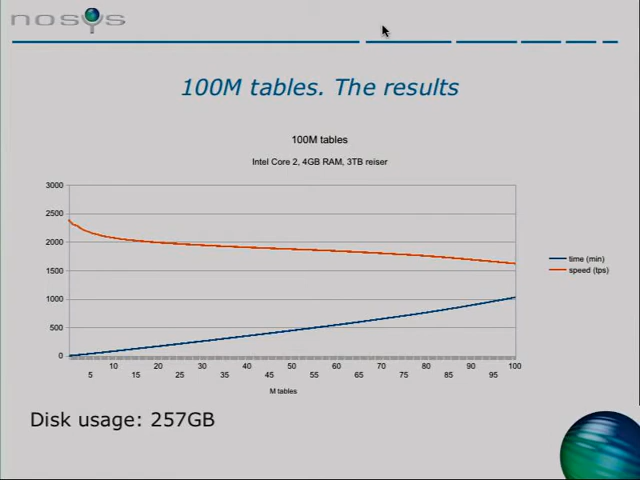 nosys
100M tables. The results
100M tables
Intel Core 2, 4GB RAM, 3TB reiser
3000
2500
2000
1500
1000
500
0
time (min)
speed (tps)
10 20 30 40 50 60 70 80 90 100
5 15 25 35 45 55 65 75 85 95
M tables
Disk usage: 257GB